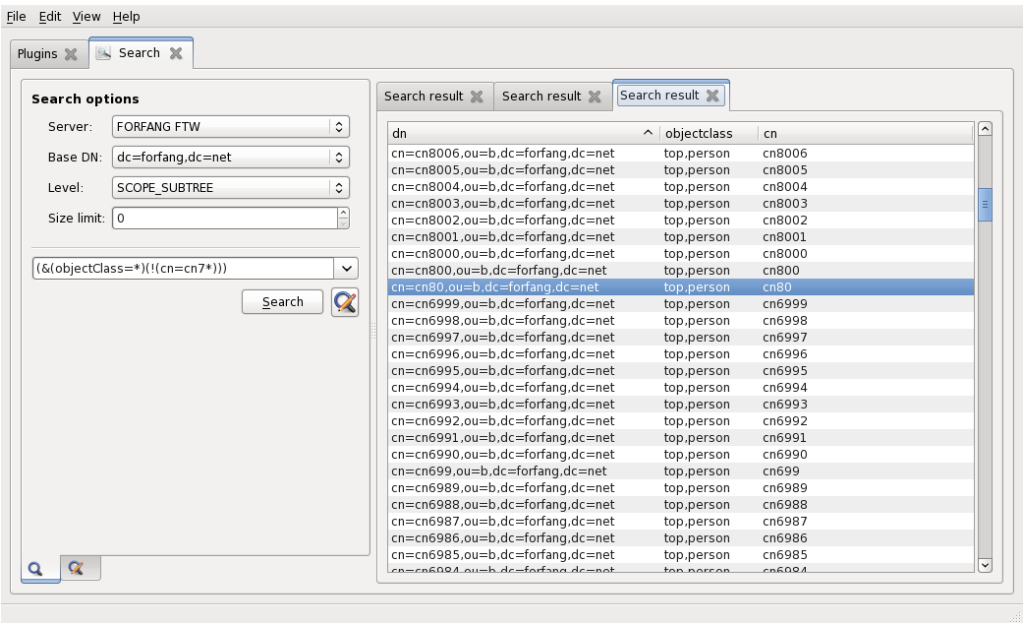 File Edit View Help
Plugins Search
Search options
Server: FORFANG FTW
Base DN: dc=forfang,dc=net
Level: SCOPE_SUBTREE
Size limit: 0
(&(objectClass=*)(!(cn=cn7*)))
Search
Search result Search result Search result
dn objectclass cn
cn=cn8006,ou=b,dc=forfang,dc=net top,person cn8006
cn=cn8005,ou=b,dc=forfang,dc=net top,person cn8005
cn=cn8004,ou=b,dc=forfang,dc=net top,person cn8004
cn=cn8003,ou=b,dc=forfang,dc=net top,person cn8003
cn=cn8002,ou=b,dc=forfang,dc=net top,person cn8002
cn=cn8001,ou=b,dc=forfang,dc=net top,person cn8001
cn=cn8000,ou=b,dc=forfang,dc=net top,person cn8000
cn=cn800,ou=b,dc=forfang,dc=net top,person cn800
cn=cn80,ou=b,dc=forfang,dc=net top,person cn80
cn=cn6999,ou=b,dc=forfang,dc=net top,person cn6999
cn=cn6998,ou=b,dc=forfang,dc=net top,person cn6998
cn=cn6997,ou=b,dc=forfang,dc=net top,person cn6997
cn=cn6996,ou=b,dc=forfang,dc=net top,person cn6996
cn=cn6995,ou=b,dc=forfang,dc=net top,person cn6995
cn=cn6994,ou=b,dc=forfang,dc=net top,person cn6994
cn=cn6993,ou=b,dc=forfang,dc=net top,person cn6993
cn=cn6992,ou=b,dc=forfang,dc=net top,person cn6992
cn=cn6991,ou=b,dc=forfang,dc=net top,person cn6991
cn=cn6990,ou=b,dc=forfang,dc=net top,person cn6990
cn=cn699,ou=b,dc=forfang,dc=net top,person cn699
cn=cn6989,ou=b,dc=forfang,dc=net top,person cn6989
cn=cn6988,ou=b,dc=forfang,dc=net top,person cn6988
cn=cn6987,ou=b,dc=forfang,dc=net top,person cn6987
cn=cn6986,ou=b,dc=forfang,dc=net top,person cn6986
cn=cn6985,ou=b,dc=forfang,dc=net top,person cn6985
cn=cn6984,ou=b,dc=forfang,dc=net top,person cn6984